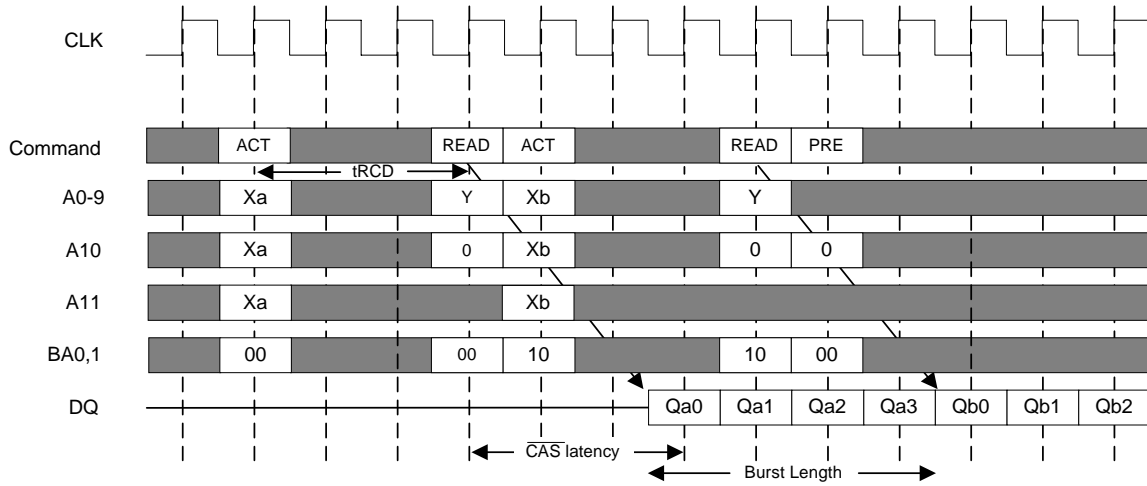 CLK
Command ACT READ ACT READ PRE
tRCD
A0-9 Xa Y Xb Y
A10 Xa 0 Xb 0 0
A11 Xa Xb
BA0,1 00 00 10 10 00
DQ Qa0 Qa1 Qa2 Qa3 Qb0 Qb1 Qb2
CAS latency
Burst Length